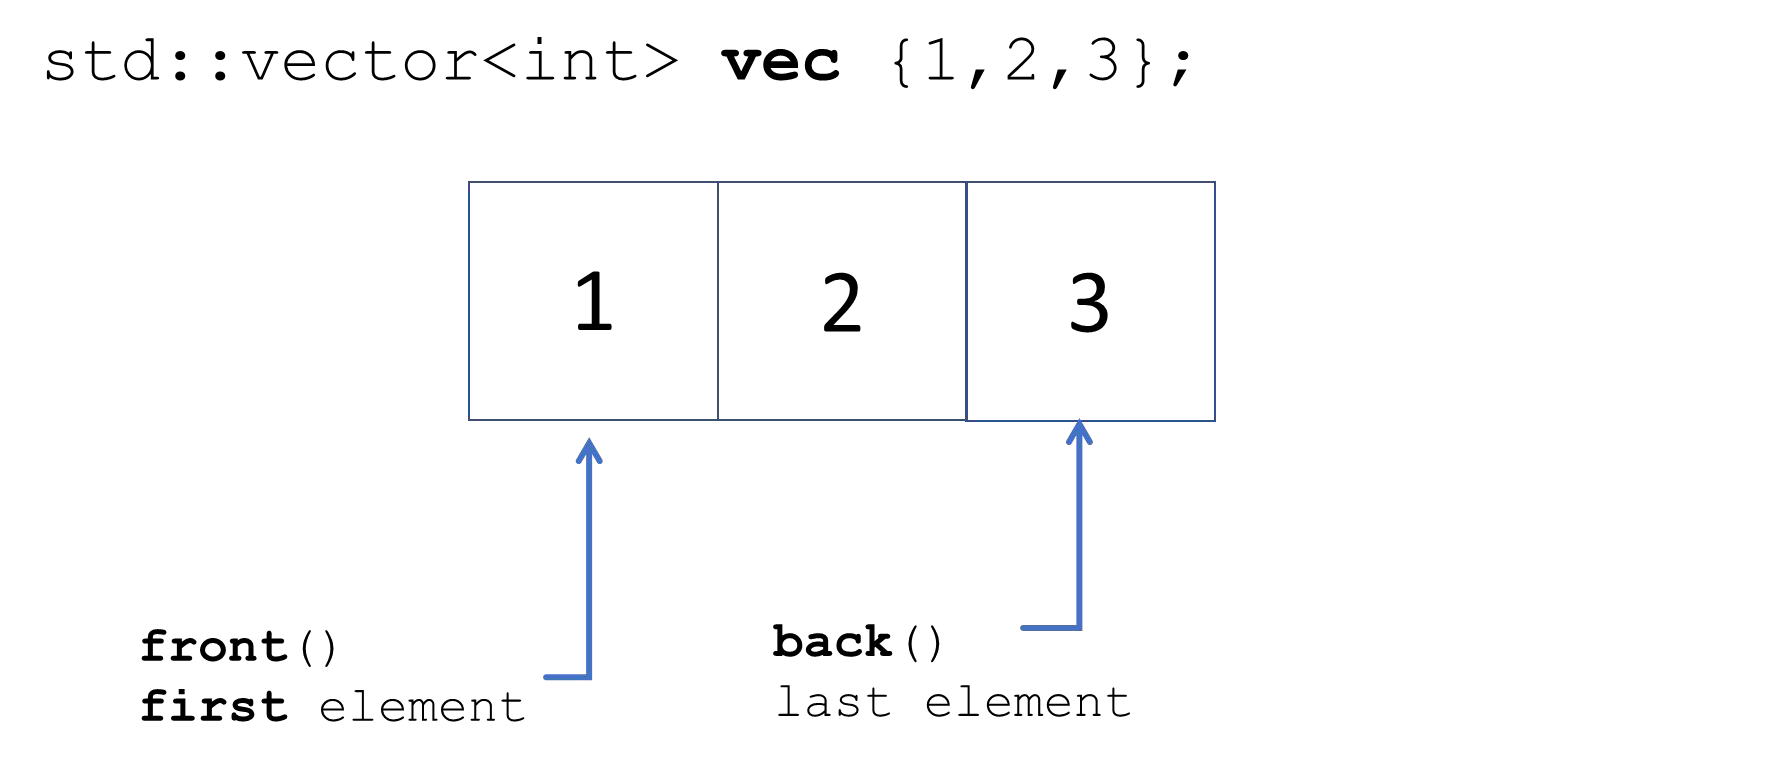 std::vector<int> vec {1,2,3};
1 2 3
front()
first element
back()
last element